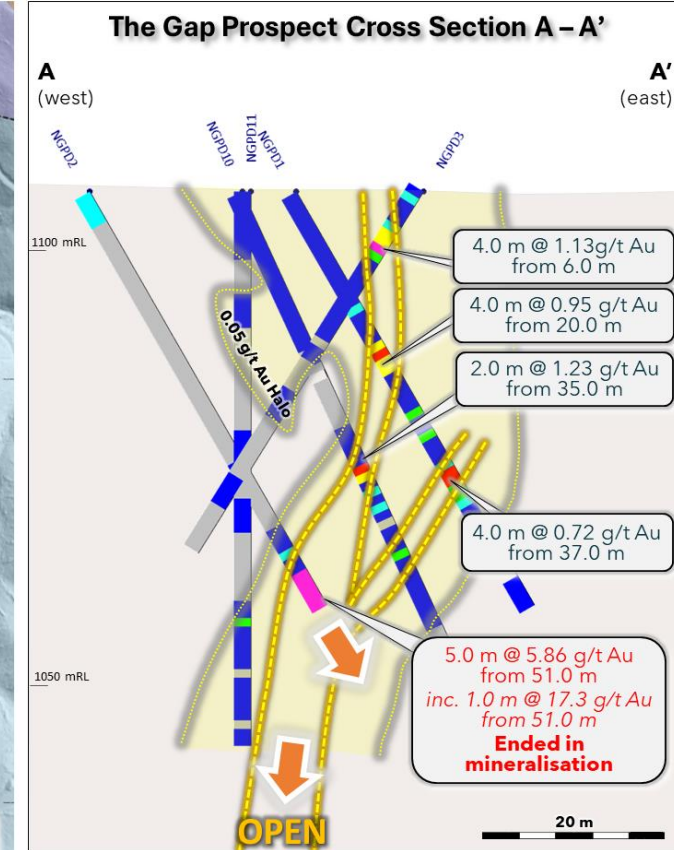 The Gap Prospect Cross Section A – A’
A
(west)
A’
(east)
NGPD2
NGPD10
NGPD11
NGPD1
NGPD3
1100 mRL
4.0 m @ 1.13g/t Au
from 6.0 m
4.0 m @ 0.95 g/t Au
from 20.0 m
0.05 g/t Au Halo
2.0 m @ 1.23 g/t Au
from 35.0 m
4.0 m @ 0.72 g/t Au
from 37.0 m
5.0 m @ 5.86 g/t Au
from 51.0 m
inc. 1.0 m @ 17.3 g/t Au
from 51.0 m
Ended in
mineralisation
1050 mRL
OPEN
20 m